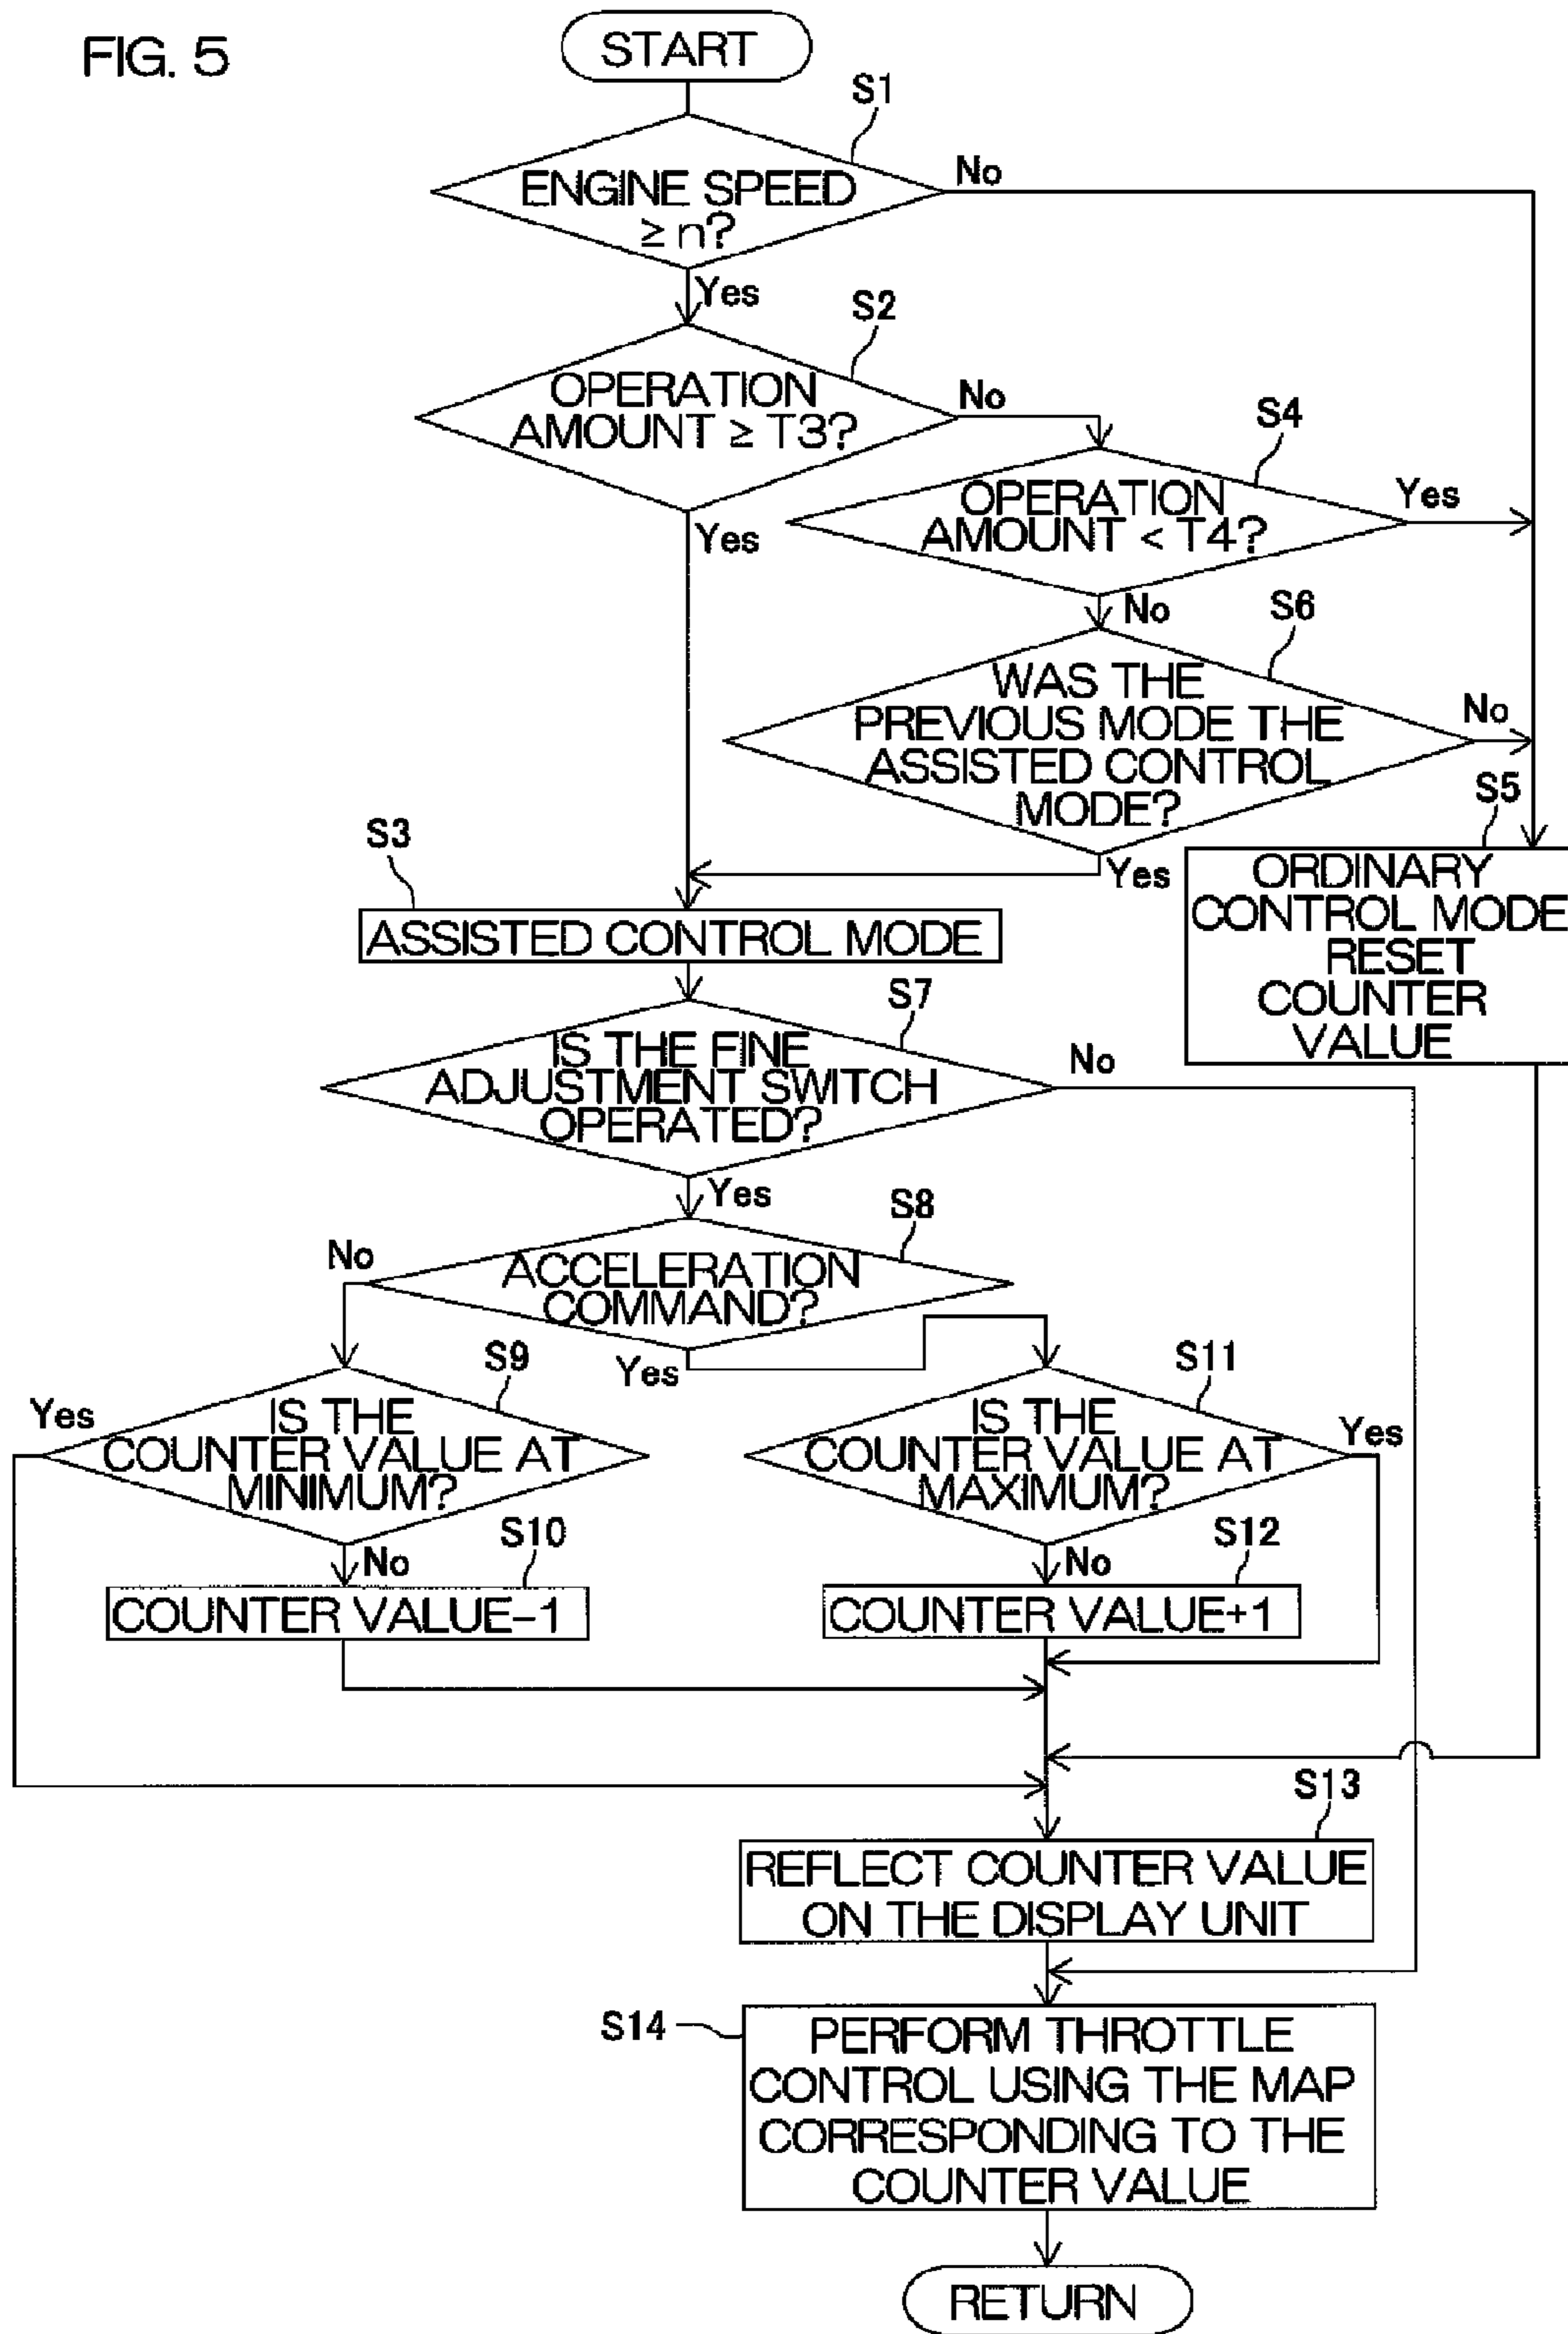 FIG. 5
START
S1
ENGINE SPEED
≥ n?
No
Yes
S2
OPERATION
AMOUNT ≥ T3?
No
Yes
S4
OPERATION
AMOUNT < T4?
Yes
No
S6
WAS THE
PREVIOUS MODE THE
ASSISTED CONTROL
MODE?
No
Yes
S5
ORDINARY
CONTROL MODE
RESET
COUNTER
VALUE
S3
ASSISTED CONTROL MODE
S7
IS THE FINE
ADJUSTMENT SWITCH
OPERATED?
No
Yes
S8
ACCELERATION
COMMAND?
No
Yes
S9
IS THE
COUNTER VALUE AT
MINIMUM?
Yes
No
S10
COUNTER VALUE-1
S11
IS THE
COUNTER VALUE AT
MAXIMUM?
Yes
No
S12
COUNTER VALUE+1
S13
REFLECT COUNTER VALUE
ON THE DISPLAY UNIT
S14
PERFORM THROTTLE
CONTROL USING THE MAP
CORRESPONDING TO THE
COUNTER VALUE
RETURN